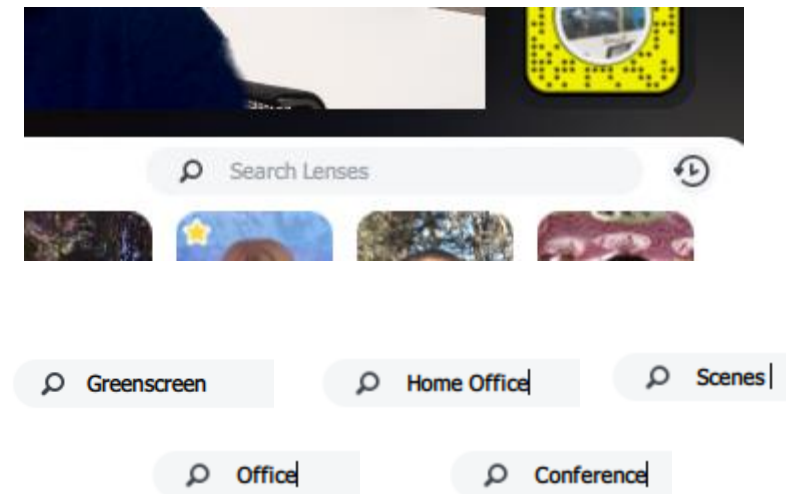 Search Lenses
Greenscreen
Home Office
Scenes
Office
Conference